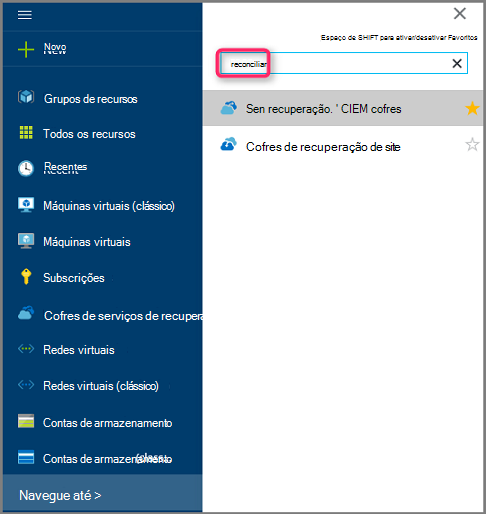 Novo
New
Grupos de recursos
Todos os recursos
Recentes
Máquinas virtuais (clássico)
Máquinas virtuais
Subscrições
Cofres de serviços de recupera
Redes virtuais
Redes virtuais (clássico)
Contas de armazenamento
Contas de armazenamento
Navegue até >
Espaço de SHIFT para ativar/desativar Favoritos
reconciliar
Sen recuperação. ' CIEM cofres
Cofres de recuperação de site